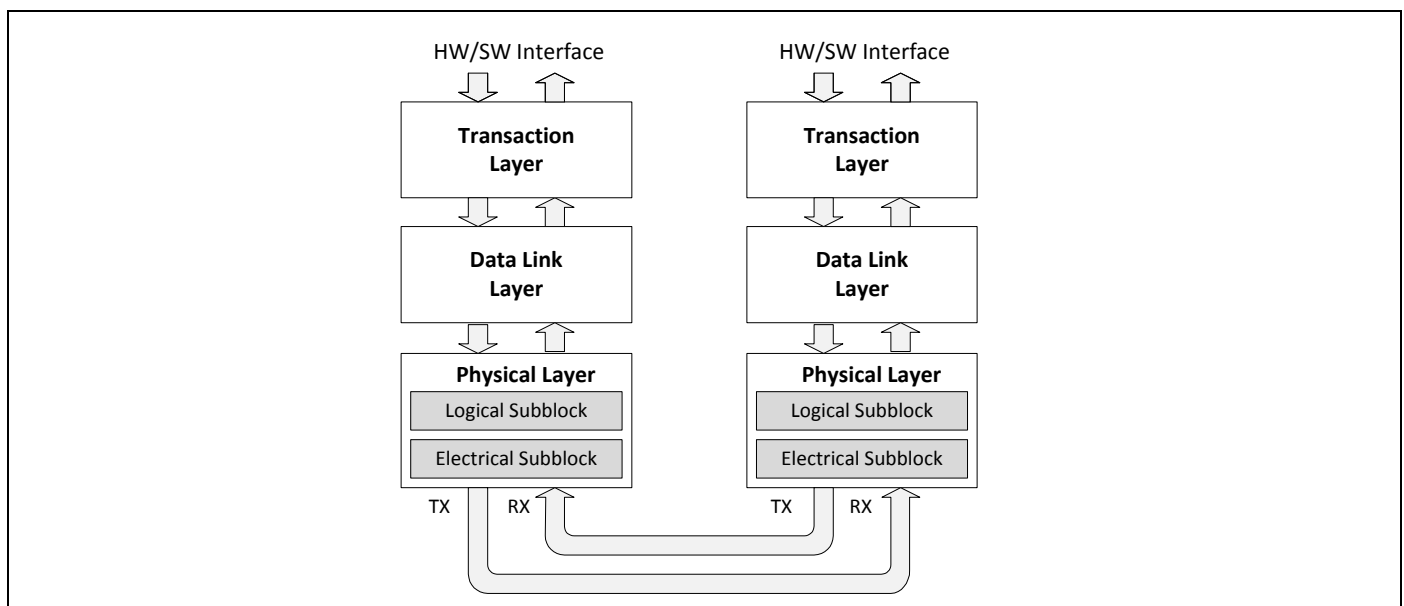 HW/SW Interface
Transaction
Layer
Data Link
Layer
Physical Layer
Logical Subblock
Electrical Subblock
TX
RX
HW/SW Interface
Transaction
Layer
Data Link
Layer
Physical Layer
Logical Subblock
Electrical Subblock
TX
RX